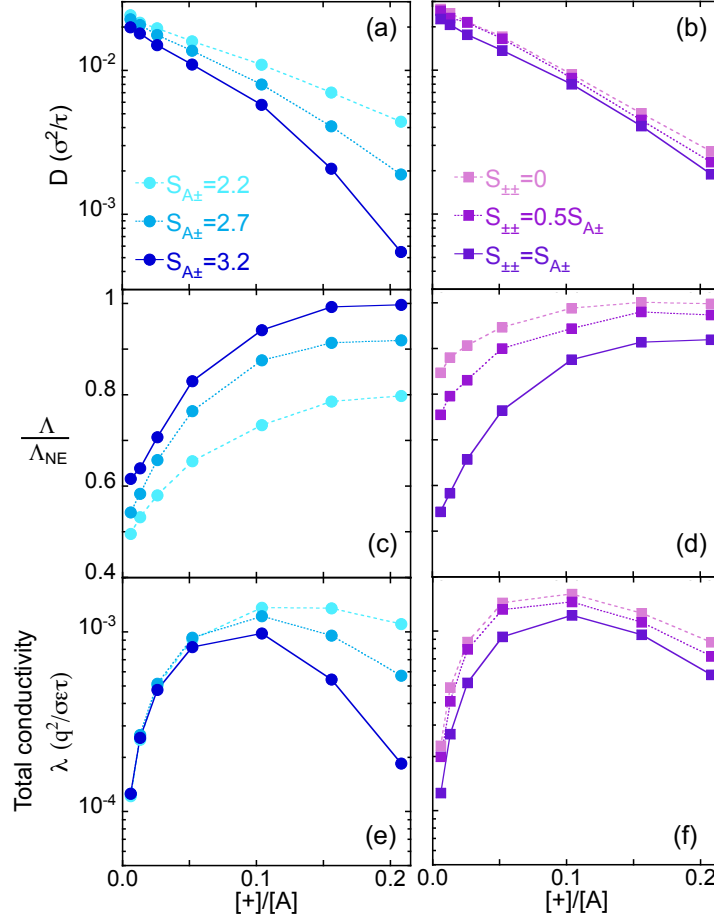 (a)
(b)
D (σ²/τ)
10⁻²
10⁻³
S_A±=2.2
S_A±=2.7
S_A±=3.2
S_±±=0
S_±±=0.5S_A±
S_±±=S_A±
Λ
Λ_NE
1
0.8
0.6
0.4
(c)
(d)
Total conductivity
λ (q²/σετ)
10⁻³
10⁻⁴
(e)
(f)
0.0 0.1 0.2
0.0 0.1 0.2
[+]/[A]
[+]/[A]